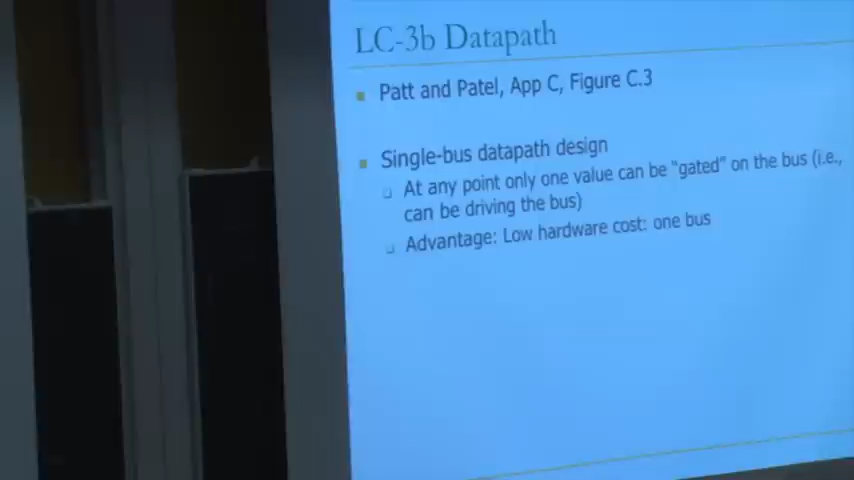 LC-3b Datapath
Patt and Patel, App C, Figure C.3
Single-bus datapath design
At any point only one value can be "gated" on the bus (i.e.,
can be driving the bus)
Advantage: Low hardware cost: one bus